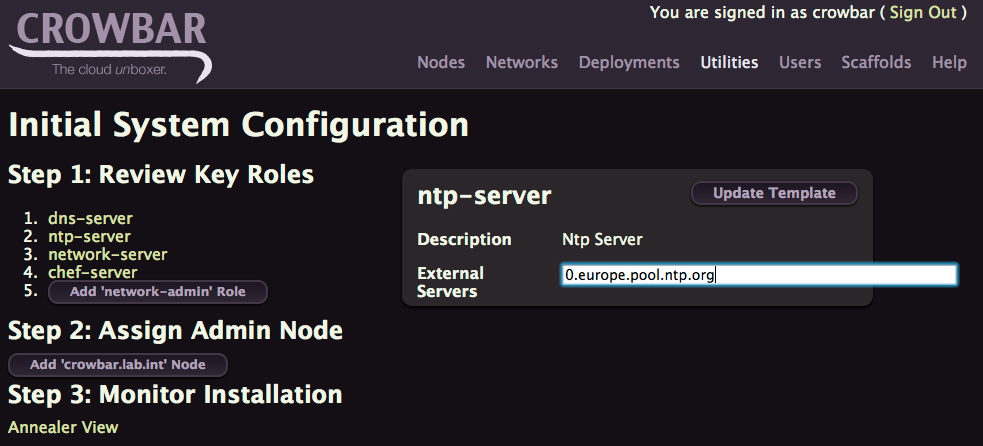 CROWBAR
The cloud unboxer.
You are signed in as crowbar ( Sign Out )
Nodes Networks Deployments Utilities Users Scaffolds Help
Initial System Configuration
Step 1: Review Key Roles
1. dns-server
2. ntp-server
3. network-server
4. chef-server
5. Add 'network-admin' Role
Step 2: Assign Admin Node
Add 'crowbar.lab.int' Node
Step 3: Monitor Installation
Annealer View
ntp-server
Update Template
Description Ntp Server
External Servers 0.europe.pool.ntp.org